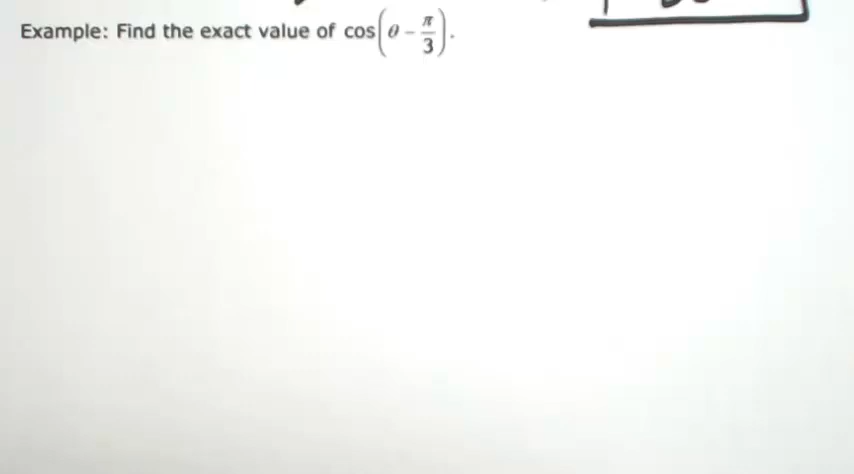 Example: Find the exact value of cos(θ - π/3).